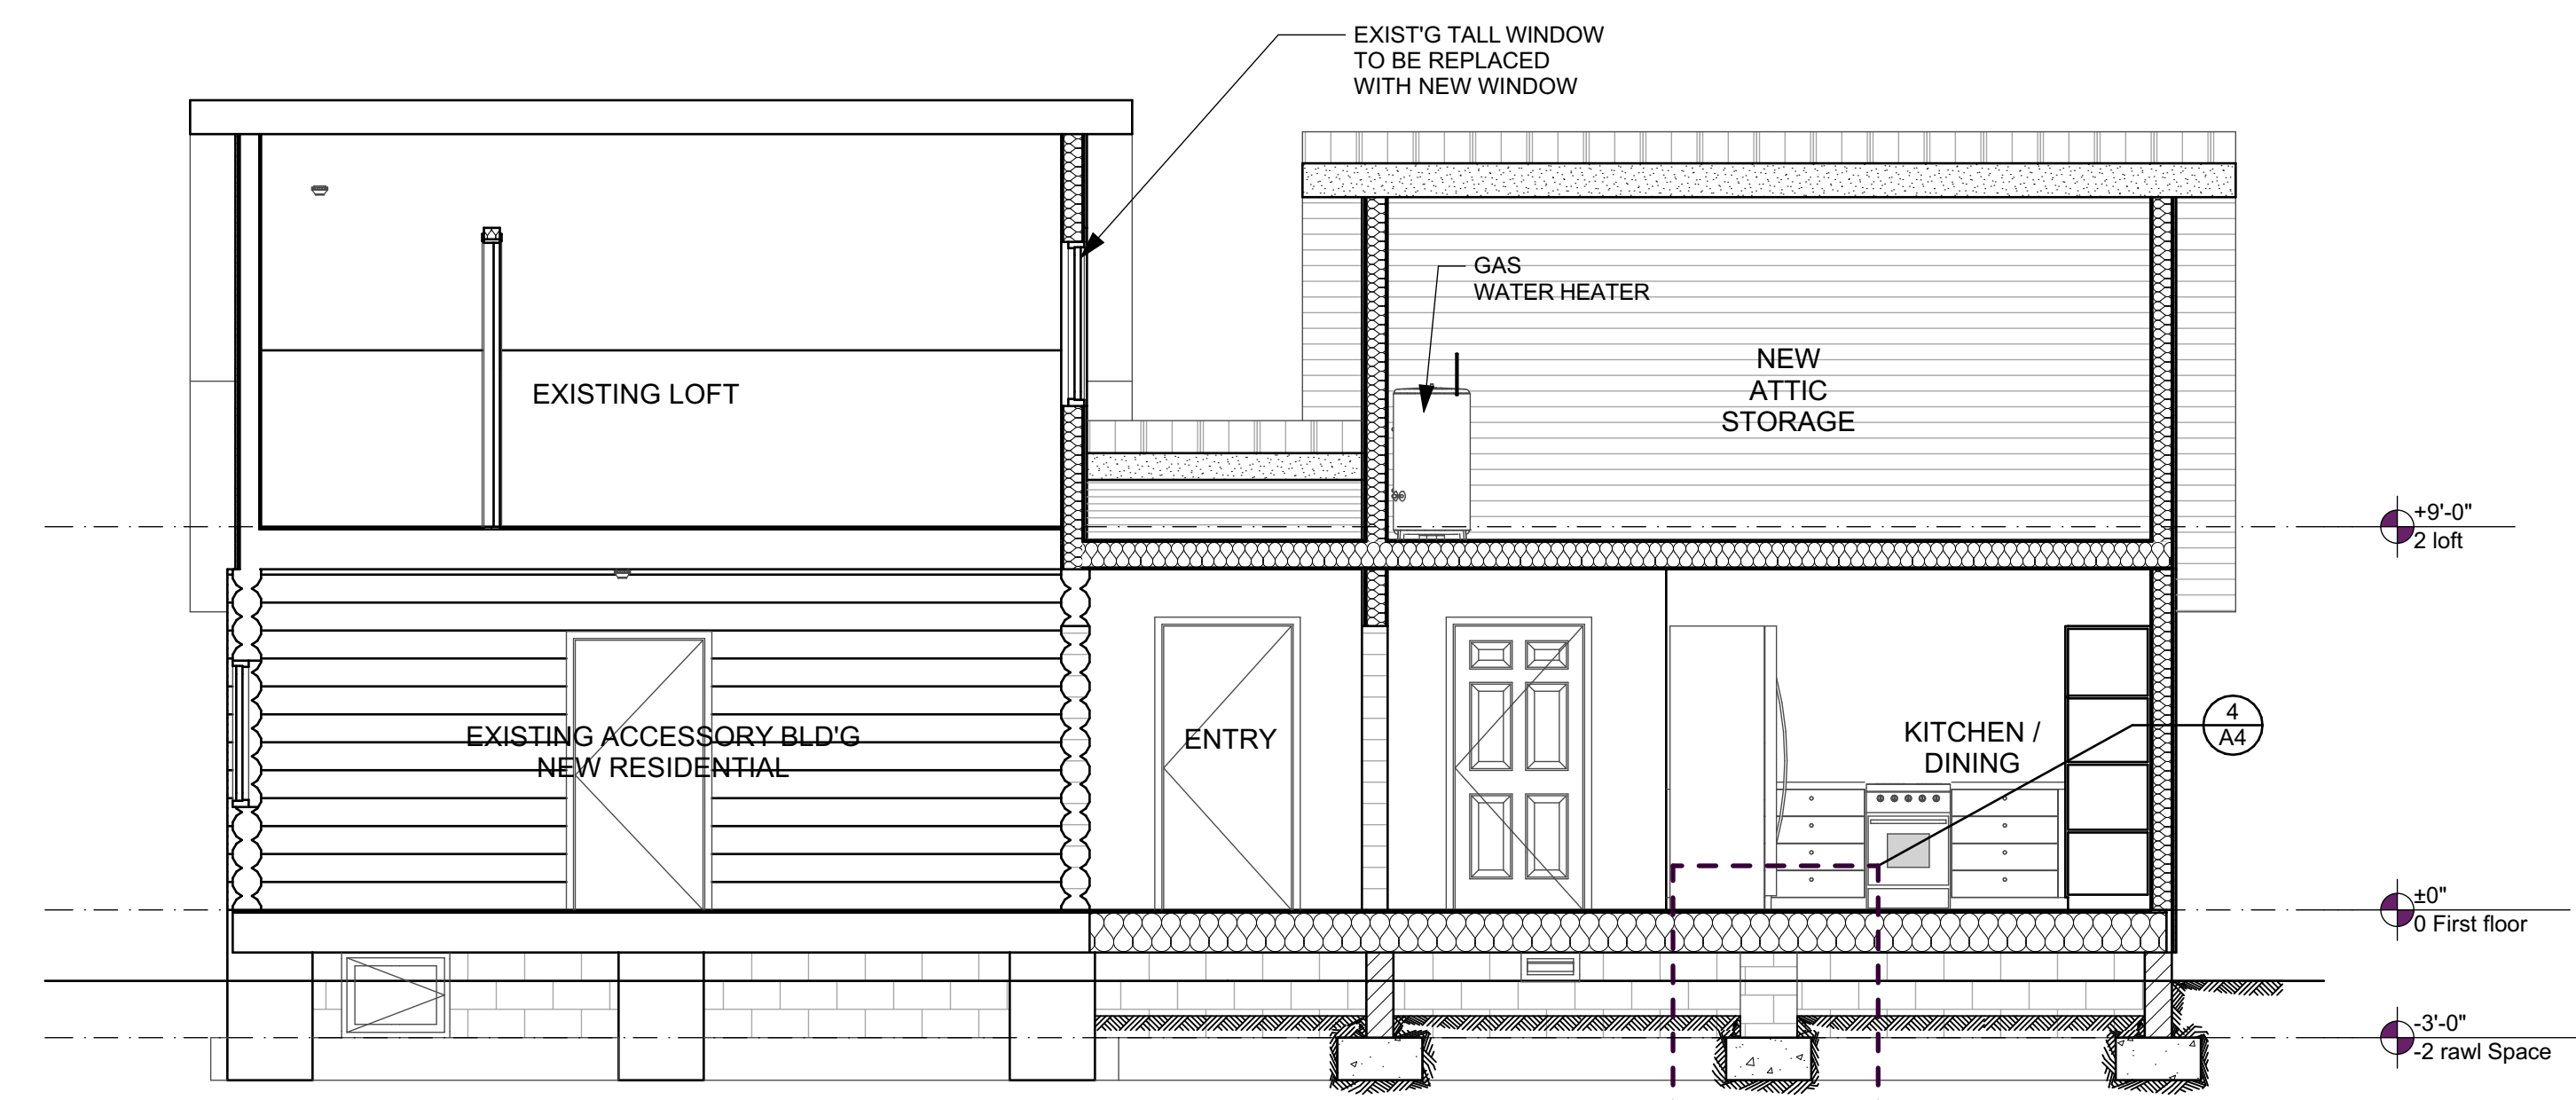 EXIST'G TALL WINDOW
TO BE REPLACED
WITH NEW WINDOW
GAS
WATER HEATER
NEW
ATTIC
STORAGE
EXISTING LOFT
+9'-0"
2 loft
EXISTING ACCESSORY BLD'G
NEW RESIDENTIAL
ENTRY
KITCHEN /
DINING
4
A4
±0"
0 First floor
-3'-0"
-2 rawl Space